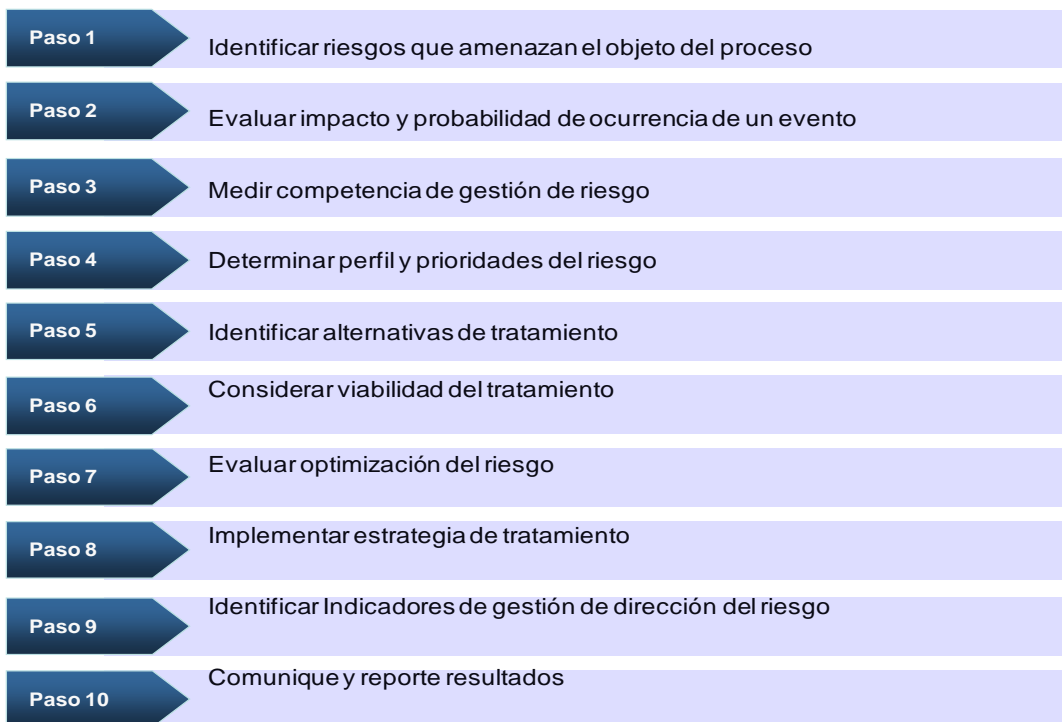 Paso 1
Identificar riesgos que amenazan el objeto del proceso
Paso 2
Evaluar impacto y probabilidad de ocurrencia de un evento
Paso 3
Medir competencia de gestión de riesgo
Paso 4
Determinar perfil y prioridades del riesgo
Paso 5
Identificar alternativas de tratamiento
Paso 6
Considerar viabilidad del tratamiento
Paso 7
Evaluar optimización del riesgo
Paso 8
Implementar estrategia de tratamiento
Paso 9
Identificar Indicadores de gestión de dirección del riesgo
Paso 10
Comunique y reporte resultados